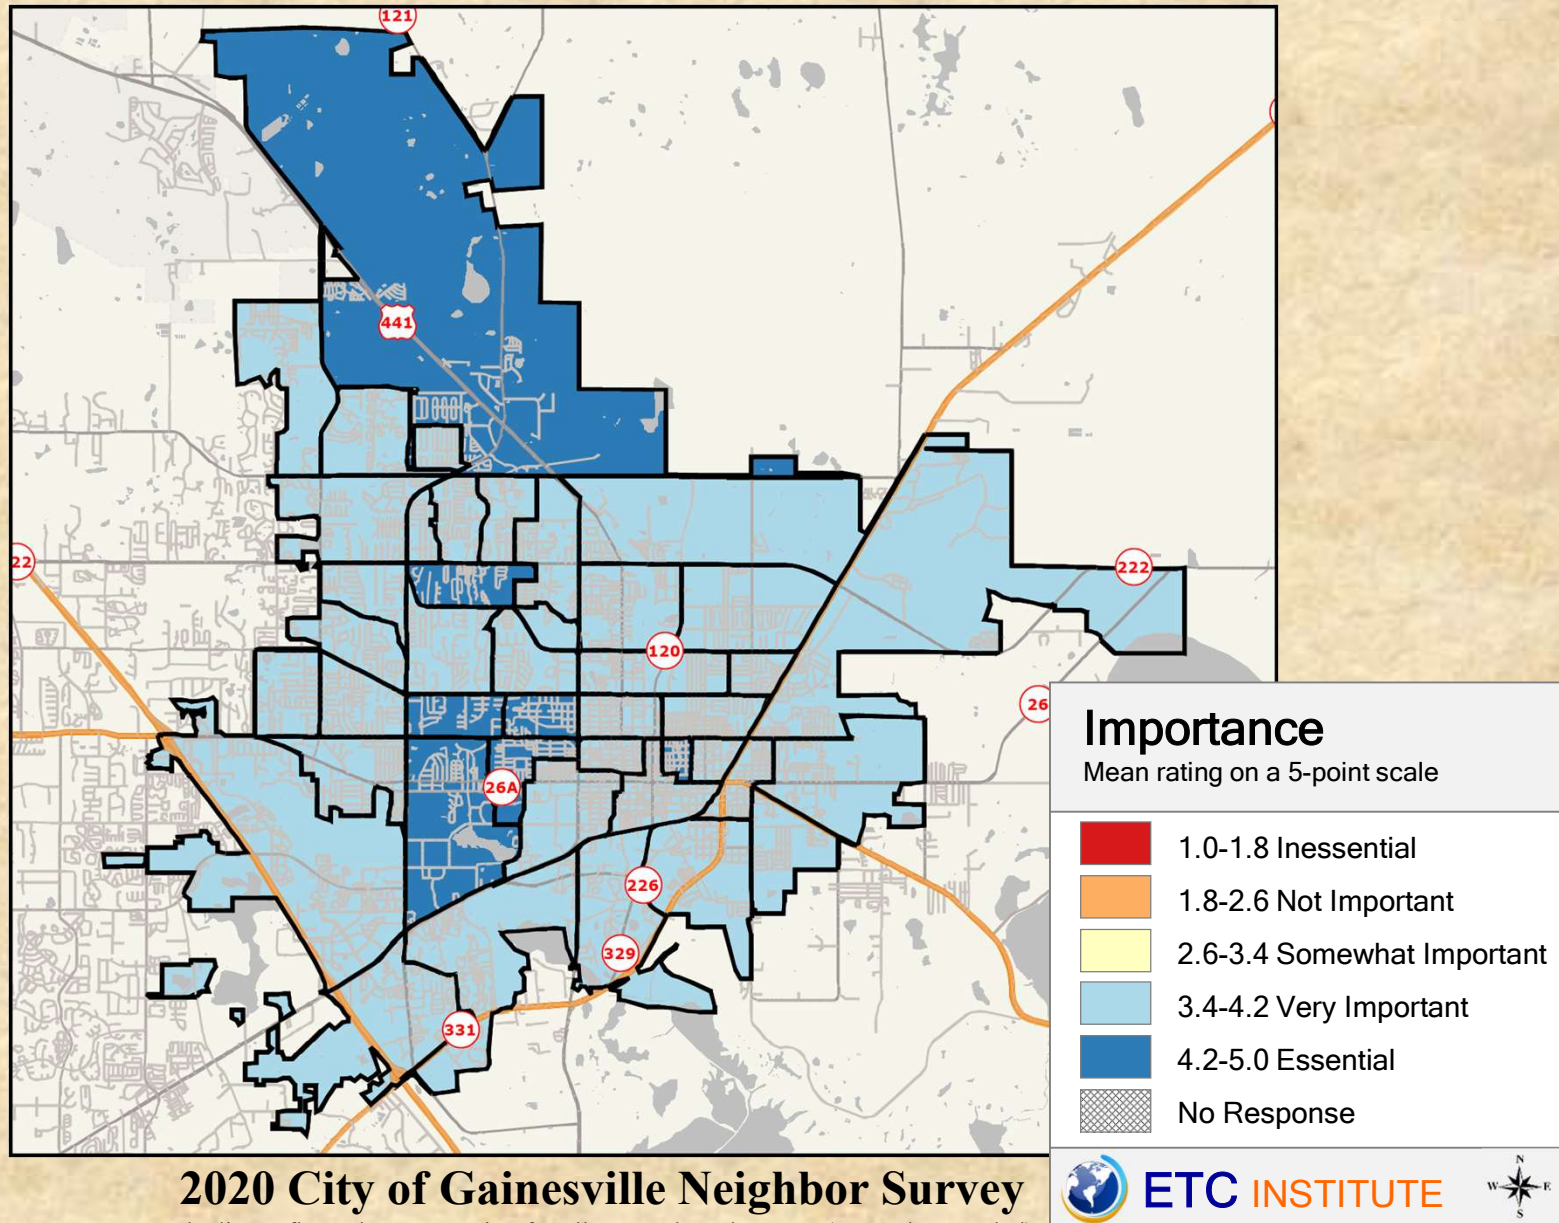 121
441
22
222
120
26
26A
226
329
331
Importance
Mean rating on a 5-point scale
1.0-1.8 Inessential
1.8-2.6 Not Important
2.6-3.4 Somewhat Important
3.4-4.2 Very Important
4.2-5.0 Essential
No Response
ETC INSTITUTE
N
W E
S
2020 City of Gainesville Neighbor Survey